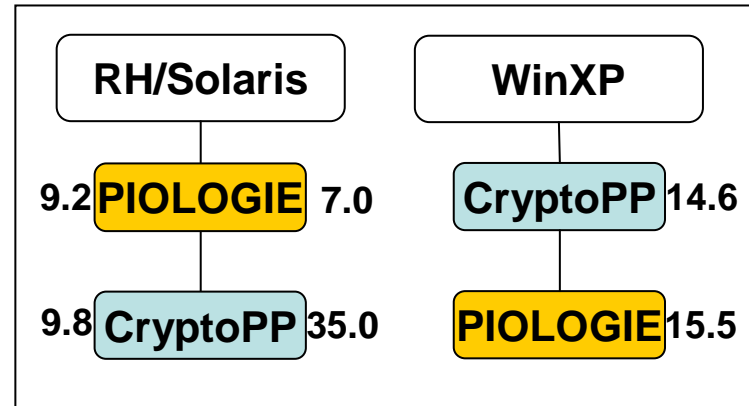 RH/Solaris
WinXP
9.2 PIOLOGIE 7.0
CryptoPP 14.6
9.8 CryptoPP 35.0
PIOLOGIE 15.5